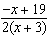 −x + 19
2(x + 3)